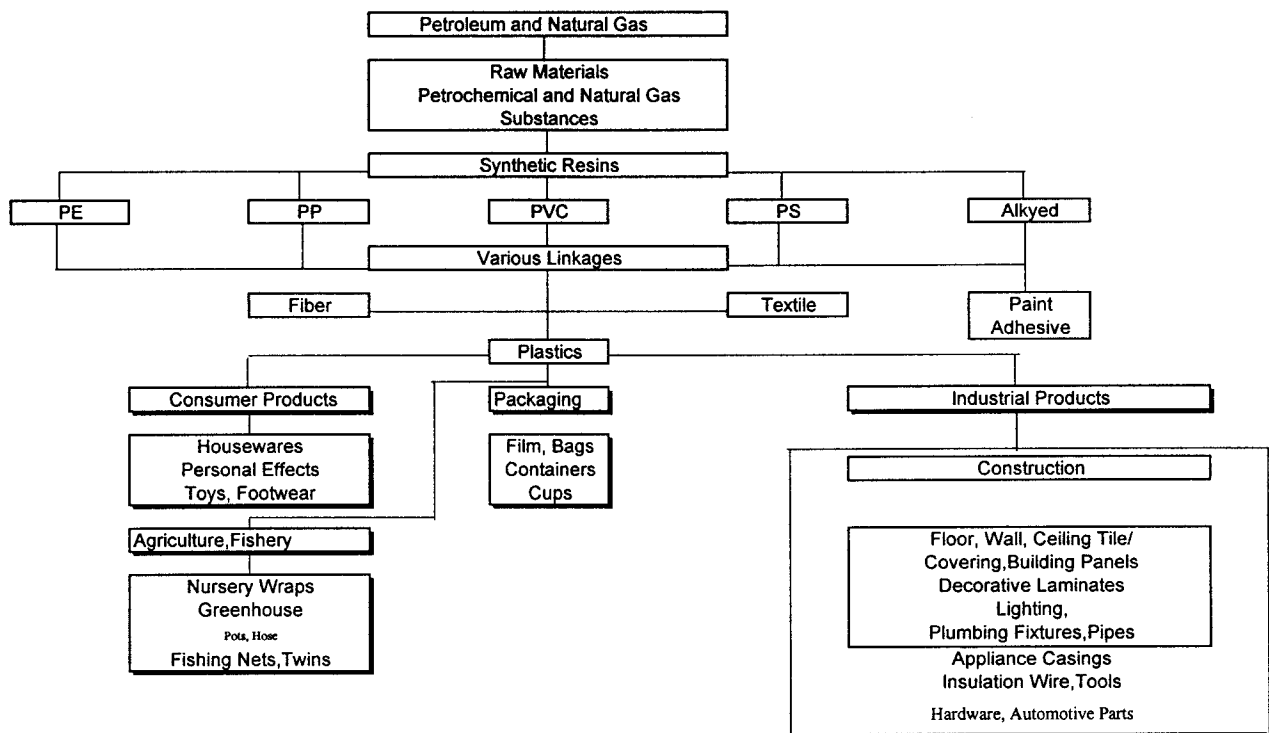 Petroleum and Natural Gas
Raw Materials
Petrochemical and Natural Gas
Substances
Synthetic Resins
PE
PP
PVC
PS
Alkyed
Various Linkages
Fiber
Textile
Paint
Adhesive
Plastics
Consumer Products
Packaging
Industrial Products
Housewares
Personal Effects
Toys, Footwear
Film, Bags
Containers
Cups
Construction
Agriculture,Fishery
Nursery Wraps
Greenhouse
Pots, Hose
Fishing Nets,Twins
Floor, Wall, Ceiling Tile/
Covering,Building Panels
Decorative Laminates
Lighting,
Plumbing Fixtures,Pipes
Appliance Casings
Insulation Wire,Tools
Hardware, Automotive Parts